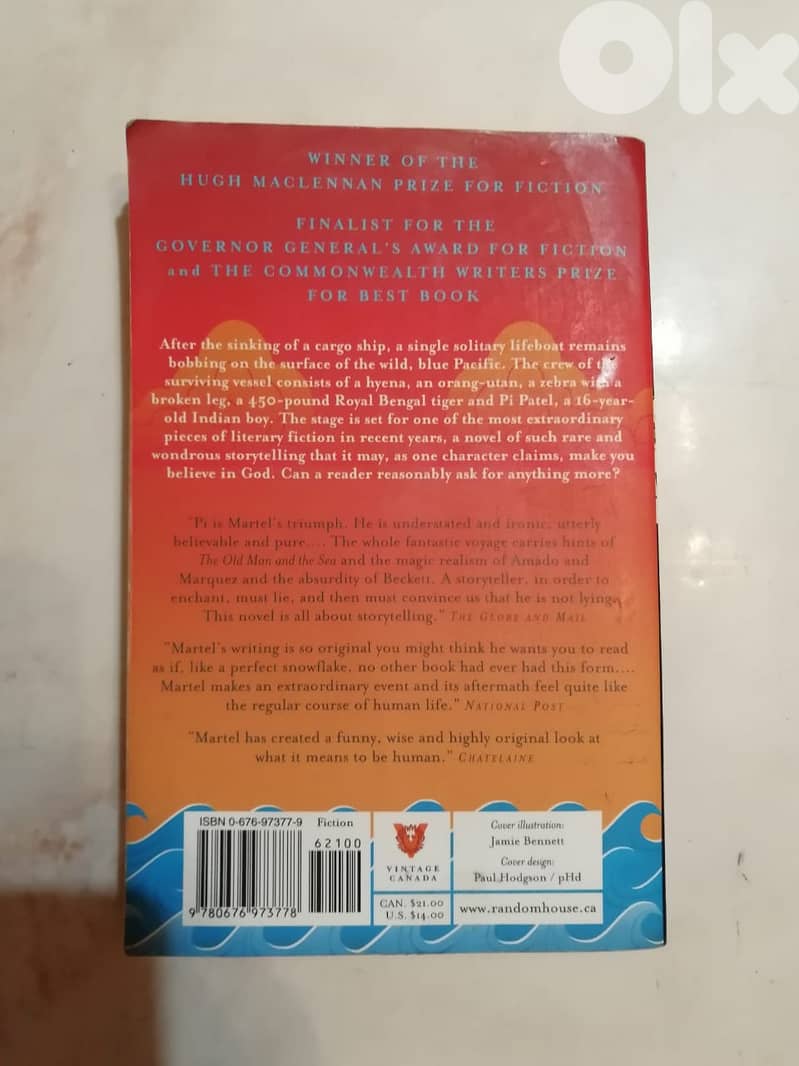 Olx
WINNER OF THE
HUGH MACLENNAN PRIZE FOR FICTION
FINALIST FOR THE
GOVERNOR GENERAL'S AWARD FOR FICTION
and THE COMMONWEALTH WRITERS PRIZE
FOR BEST BOOK
After the sinking of a cargo ship, a single solitary lifeboat remains
bobbing on the surface of the wild, blue Pacific. The crew of the
surviving vessel consists of a hyena, an orang-utan, a zebra with a
broken leg, a 450-pound Royal Bengal tiger and Pi Patel, a 16-year-
old Indian boy. The stage is set for one of the most extraordinary
pieces of literary fiction in recent years, a novel of such rare and
wondrous storytelling that it may, as one character claims, make you
believe in God. Can a reader reasonably ask for anything more?
"Pi is Martel's triumph. He is understated and ironic, utterly
believable and pure.... The whole fantastic voyage carries hints of
The Old Man and the Sea and the magic realism of Amado and
Marquez and the absurdity of Beckett. A storyteller, in order to
enchant, must lie, and then must convince us that he is not lying.
This novel is all about storytelling." THE GLOBE AND MAIL
"Martel's writing is so original you might think he wants you to read
as if, like a perfect snowflake, no other book had ever had this form....
Martel makes an extraordinary event and its aftermath feel quite like
the regular course of human life." NATIONAL POST
"Martel has created a funny, wise and highly original look at
what it means to be human." CHATELAINE
ISBN 0-676-97377-9 Fiction
62100
9 780676 973778
VINTAGE
CANADA
CAN. $21.00
U.S. $14.00
Cover illustration:
Jamie Bennett
Cover design:
Paul Hodgson / pHd
www.randomhouse.ca